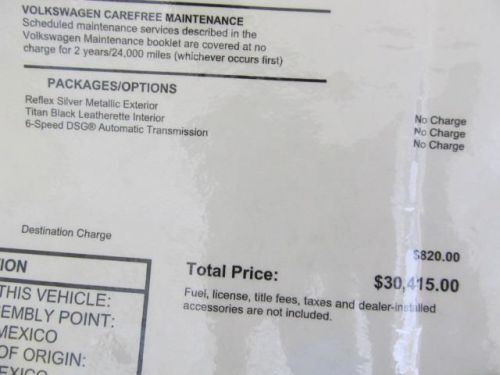 VOLKSWAGEN CAREFREE MAINTENANCE
Scheduled maintenance services described in the
Volkswagen Maintenance booklet are covered at no
charge for 2 years/24,000 miles (whichever occurs first)
PACKAGES/OPTIONS
Reflex Silver Metallic Exterior No Charge
Titan Black Leatherette Interior No Charge
6-Speed DSG® Automatic Transmission No Charge
Destination Charge $820.00
Total Price: $30,415.00
Fuel, license, title fees, taxes and dealer-installed
accessories are not included.
ION
THIS VEHICLE:
EMBLY POINT:
MEXICO
OF ORIGIN:
EXICO